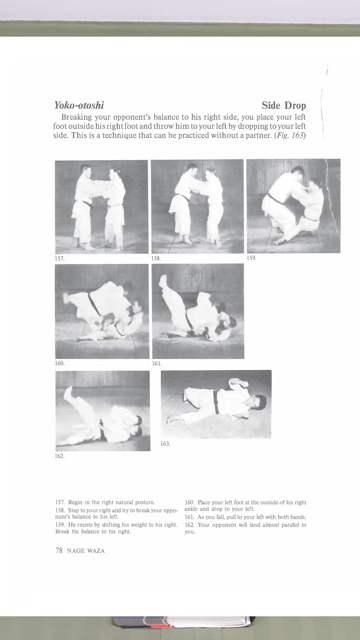 Yoko-otoshi Side Drop
Breaking your opponent's balance to his right side, you place your left
foot outside his right foot and throw him to your left by dropping to your left
side. This is a technique that can be practiced without a partner. (Fig. 163)
157.
158.
159.
160.
161.
162.
163.
157. Begin in the right natural posture.
158. Step to your right and try to break your oppo-
nent's balance to his left.
159. He resists by shifting his weight to his right.
Break his balance to his right.
160. Place your left foot at the outside of his right
ankle and drop to your left.
161. As you fall, pull to your left with both hands.
162. Your opponent will land almost parallel to
you.
78 NAGE WAZA